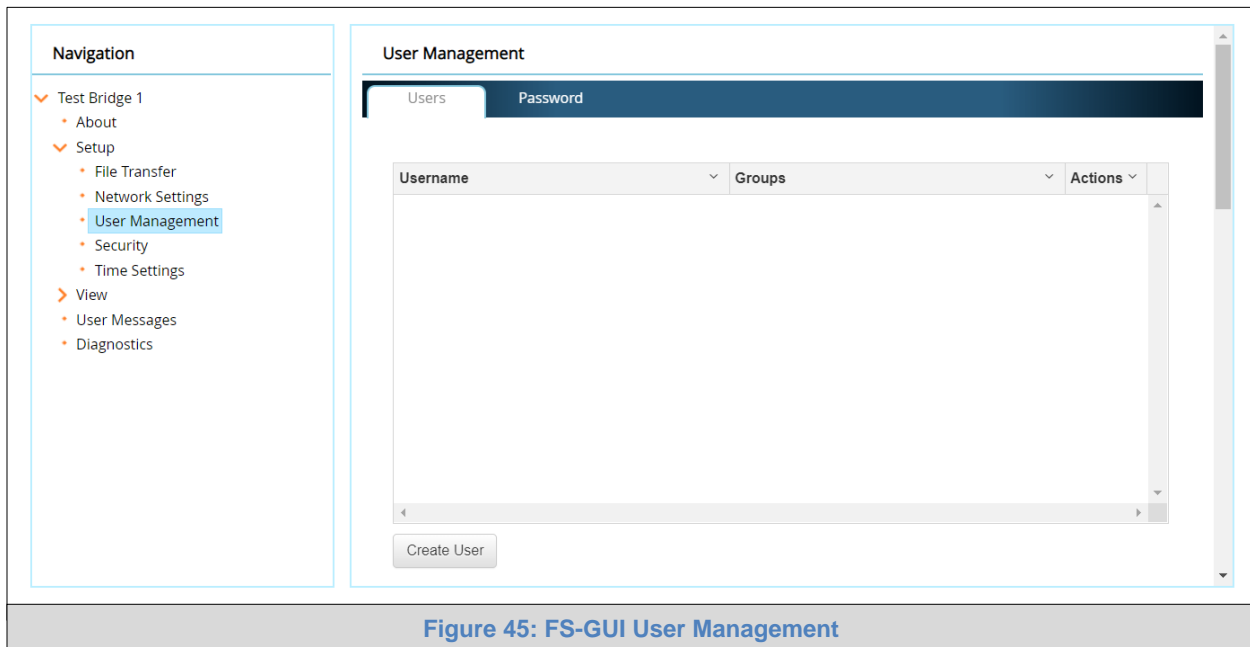 Navigation
Test Bridge 1
About
Setup
File Transfer
Network Settings
User Management
Security
Time Settings
View
User Messages
Diagnostics
User Management
Users Password
Username Groups Actions
Create User
Figure 45: FS-GUI User Management